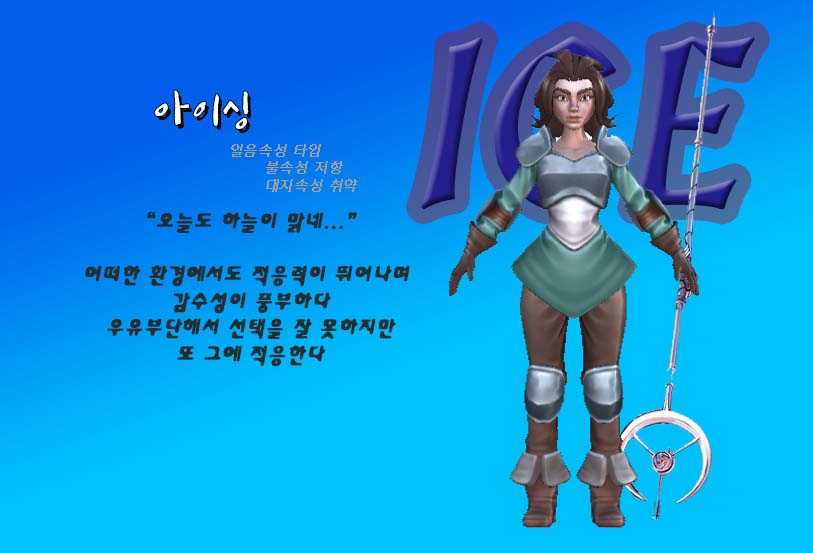 ICE
아이싱
얼음속성 타입
불속성 저항
대지속성 취약
“오늘도 하늘이 맑네...”
어떠한 환경에서도 적응력이 뛰어나며
감수성이 풍부하다
우유부단해서 선택을 잘 못하지만
또 그에 적응한다